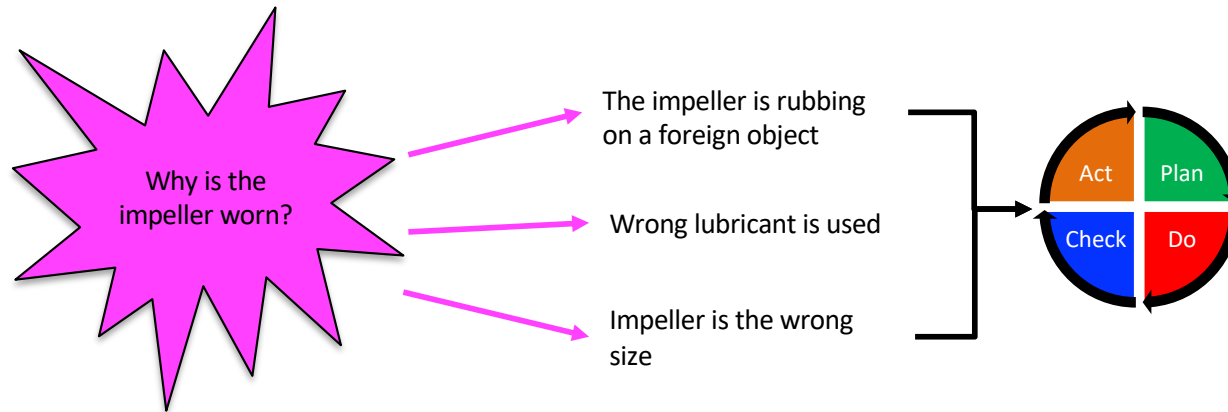 Why is the
impeller worn?
The impeller is rubbing
on a foreign object
Wrong lubricant is used
Impeller is the wrong
size
Act
Plan
Check
Do